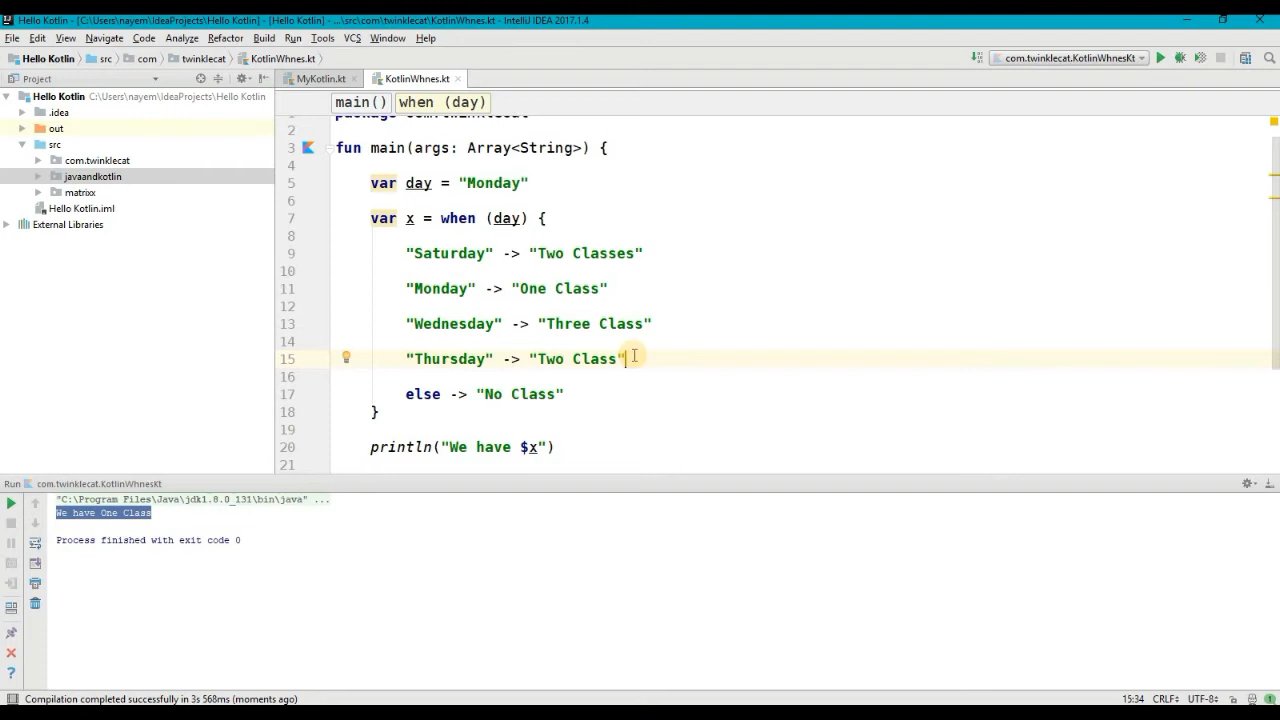 Hello Kotlin - [C:\Users\nayem\IdeaProjects\Hello Kotlin] - [Hello Kotlin] - ...\src\com\twinklecat\KotlinWhnes.kt - IntelliJ IDEA 2017.1.4
File Edit View Navigate Code Analyze Refactor Build Run Tools VCS Window Help
Hello Kotlin src com twinklecat KotlinWhnes.kt com.twinklecat.KotlinWhnesKt
Project MyKotlin.kt KotlinWhnes.kt
Hello Kotlin C:\Users\nayem\IdeaProjects\Hello Kotlin
.idea
out
src
com.twinklecat
javaandkotlin
matrixx
Hello Kotlin.iml
External Libraries
main() when (day)
1 package com.twinklecat
2
3 fun main(args: Array<String>) {
4
5 var day = "Monday"
6
7 var x = when (day) {
8
9 "Saturday" -> "Two Classes"
10
11 "Monday" -> "One Class"
12
13 "Wednesday" -> "Three Class"
14
15 "Thursday" -> "Two Class"
16
17 else -> "No Class"
18 }
19
20 println("We have $x")
21
Run com.twinklecat.KotlinWhnesKt
"C:\Program Files\Java\jdk1.8.0_131\bin\java" ...
We have One Class
Process finished with exit code 0
Compilation completed successfully in 3s 568ms (moments ago) 15:34 CRLF UTF-8 1